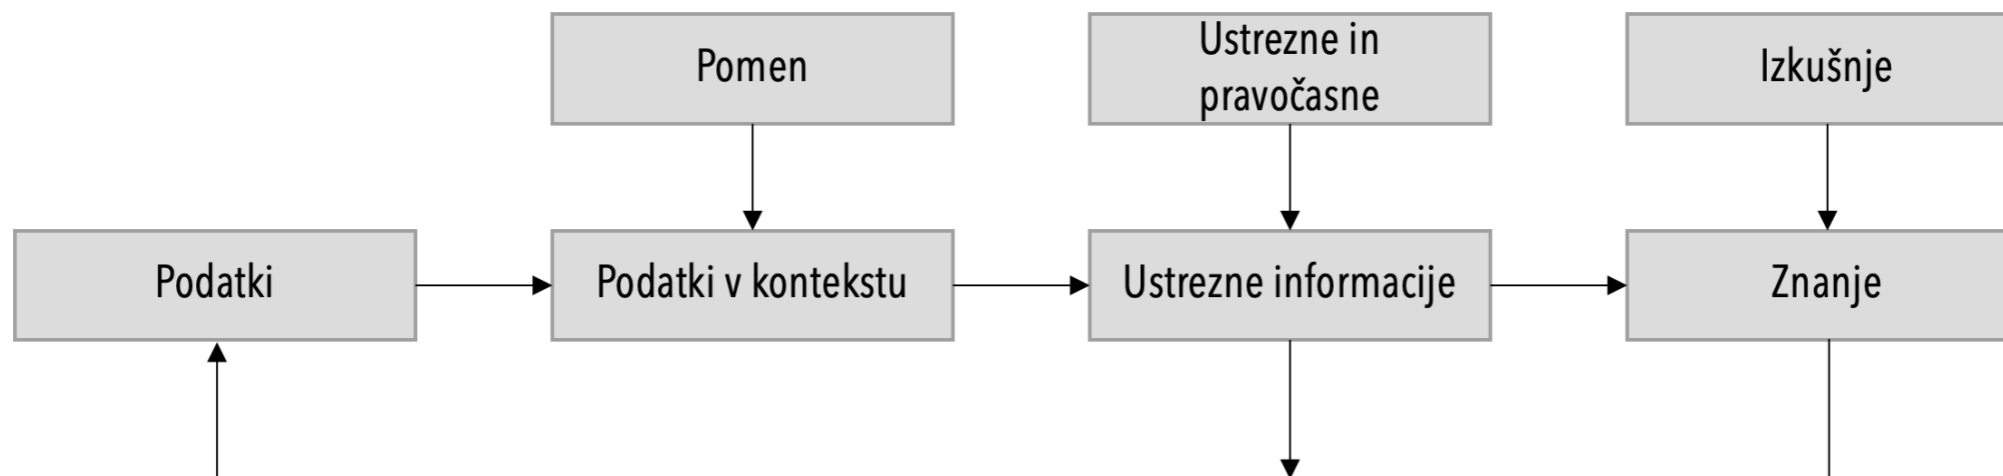 Pomen
Ustrezne in
pravočasne
Izkušnje
Podatki
Podatki v kontekstu
Ustrezne informacije
Znanje